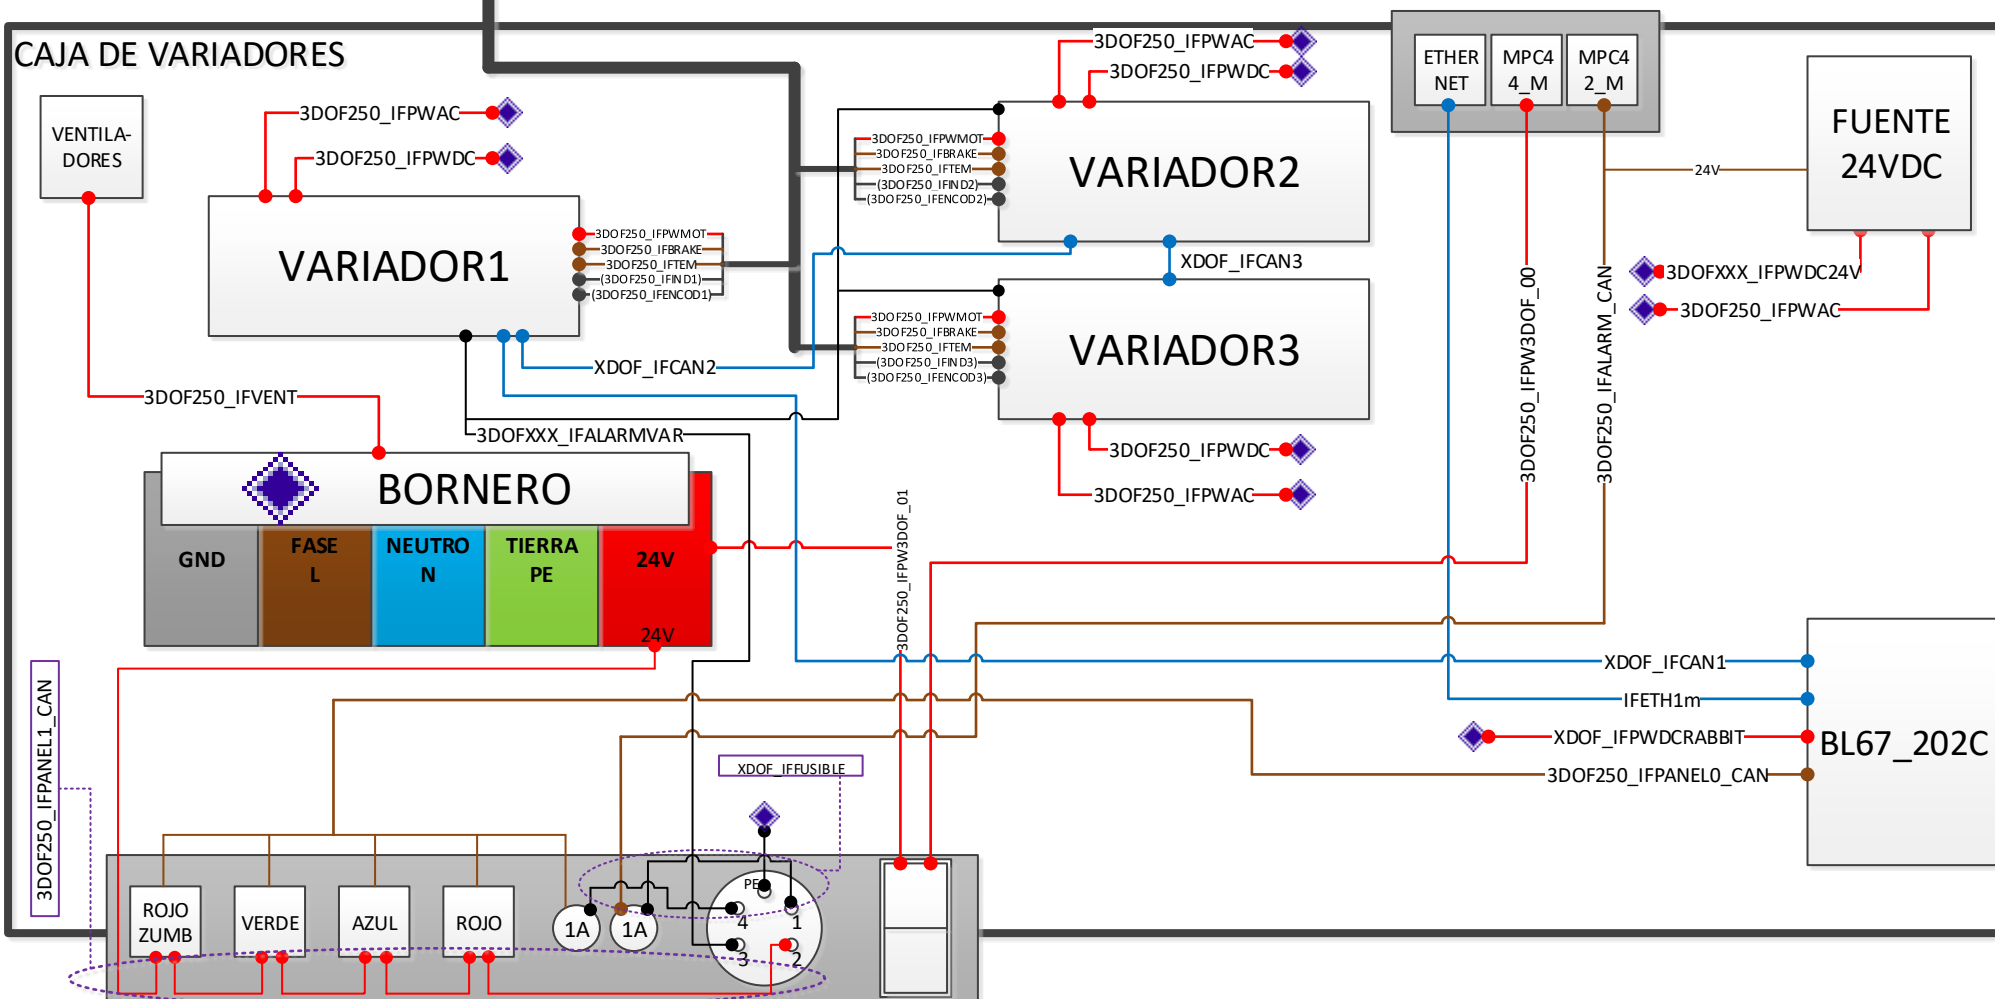 CAJA DE VARIADORES
VENTILA-
DORES
3DOF250_IFPWAC
3DOF250_IFPWDC
VARIADOR1
3DOF250_IFPWMOT
3DOF250_IFBRAKE
3DOF250_IFTEM
(3DOF250_IFIND1)
(3DOF250_IFENCOD1)
3DOF250_IFPWAC
3DOF250_IFPWDC
3DOF250_IFPWMOT
3DOF250_IFBRAKE
3DOF250_IFTEM
(3DOF250_IFIND2)
(3DOF250_IFENCOD2)
VARIADOR2
XDOF_IFCAN3
3DOF250_IFPWMOT
3DOF250_IFBRAKE
3DOF250_IFTEM
(3DOF250_IFIND3)
(3DOF250_IFENCOD3)
VARIADOR3
3DOF250_IFPWDC
3DOF250_IFPWAC
ETHER
NET
MPC4
4_M
MPC4
2_M
FUENTE
24VDC
24V
3DOFXXX_IFPWDC24V
3DOF250_IFPWAC
3DOF250_IFPW3DOF_00
3DOF250_IFALARM_CAN
XDOF_IFCAN2
3DOF250_IFVENT
3DOFXXX_IFALARMVAR
BORNERO
GND
FASE
L
NEUTRO
N
TIERRA
PE
24V
24V
3DOF250_IFPW3DOF_01
XDOF_IFCAN1
IFETH1m
XDOF_IFPWDCRABBIT
3DOF250_IFPANEL0_CAN
BL67_202C
3DOF250_IFPANEL1_CAN
XDOF_IFFUSIBLE
ROJO
ZUMB
VERDE
AZUL
ROJO
1A
1A
PE
4
1
3
2